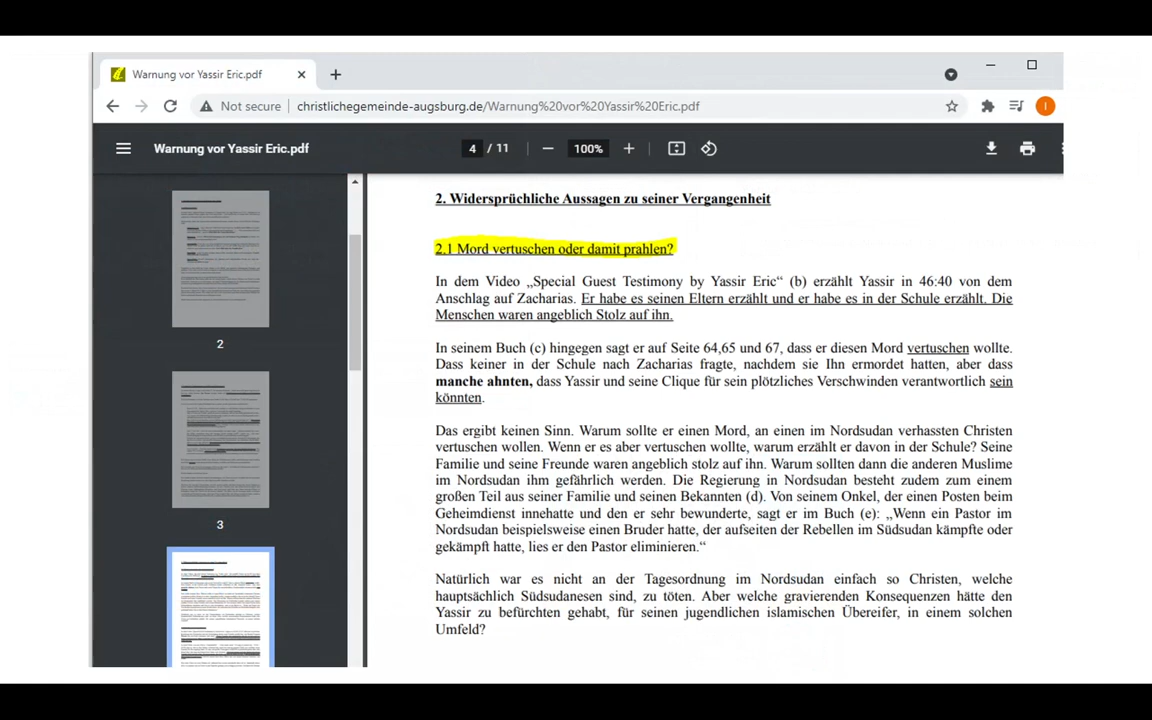 Warnung vor Yassir Eric.pdf
Not secure christlichegemeinde-augsburg.de/Warnung%20vor%20Yassir%20Eric.pdf
I
Warnung vor Yassir Eric.pdf
4 / 11
100%
2
3
2. Widersprüchliche Aussagen zu seiner Vergangenheit
2.1 Mord vertuschen oder damit prahlen?
In dem Video „Special Guest Testimony by Yassir Eric“ (b) erzählt Yassir in 46:40 von dem
Anschlag auf Zacharias. Er habe es seinen Eltern erzählt und er habe es in der Schule erzählt. Die
Menschen waren angeblich Stolz auf ihn.
In seinem Buch (c) hingegen sagt er auf Seite 64,65 und 67, dass er diesen Mord vertuschen wollte.
Dass keiner in der Schule nach Zacharias fragte, nachdem sie Ihn ermordet hatten, aber dass
manche ahnten, dass Yassir und seine Clique für sein plötzliches Verschwinden verantwortlich sein
könnten.
Das ergibt keinen Sinn. Warum sollte er einen Mord, an einen im Nordsudan verhassten Christen
vertuschen wollen. Wenn er es aber vertuschen wollte, warum erzählt er davon in der Schule? Seine
Familie und seine Freunde waren angeblich stolz auf ihn. Warum sollten dann die anderen Muslime
im Nordsudan ihm gefährlich werden. Die Regierung in Nordsudan besteht zudem zum einem
großen Teil aus seiner Familie und seinen Bekannten (d). Von seinem Onkel, der einen Posten beim
Geheimdienst innehatte und den er sehr bewunderte, sagt er im Buch (e): „Wenn ein Pastor im
Nordsudan beispielsweise einen Bruder hatte, der aufseiten der Rebellen im Südsudan kämpfte oder
gekämpft hatte, lies er den Pastor eliminieren.“
Natürlich war es nicht an der Tagesordnung im Nordsudan einfach so Christen, welche
hauptsächlich Südsudanesen sind, zu töten. Aber welche gravierenden Konsequenzen hätte den
Yassir zu befürchten gehabt, für seinen jugendlichen islamischen Übereifer, in einem solchen
Umfeld?